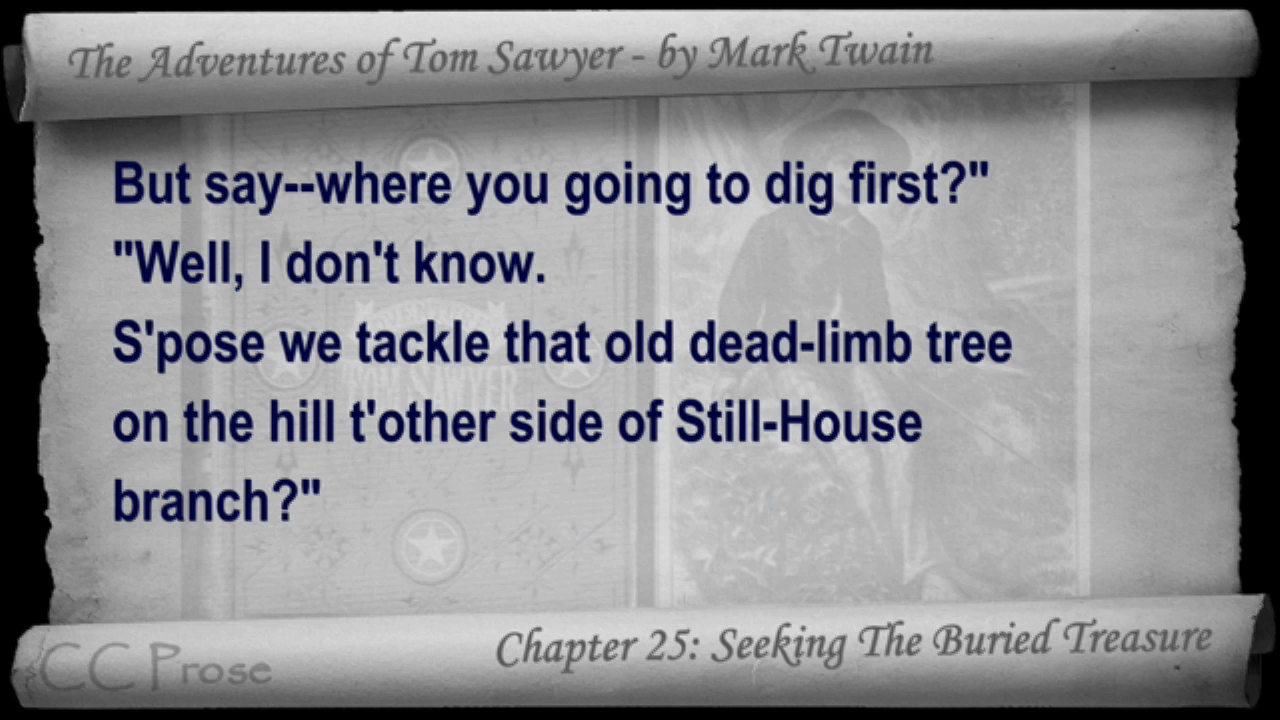 The Adventures of Tom Sawyer - by Mark Twain
But say--where you going to dig first?"
"Well, I don't know.
S'pose we tackle that old dead-limb tree
on the hill t'other side of Still-House
branch?"
Chapter 25: Seeking The Buried Treasure
CC Prose